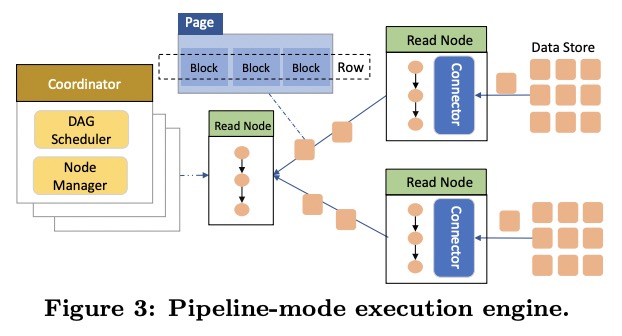 Page
Block
Block
Block
Row
Coordinator
DAG
Scheduler
Node
Manager
Read Node
Read Node
Connector
Data Store
Read Node
Connector
Figure 3: Pipeline-mode execution engine.